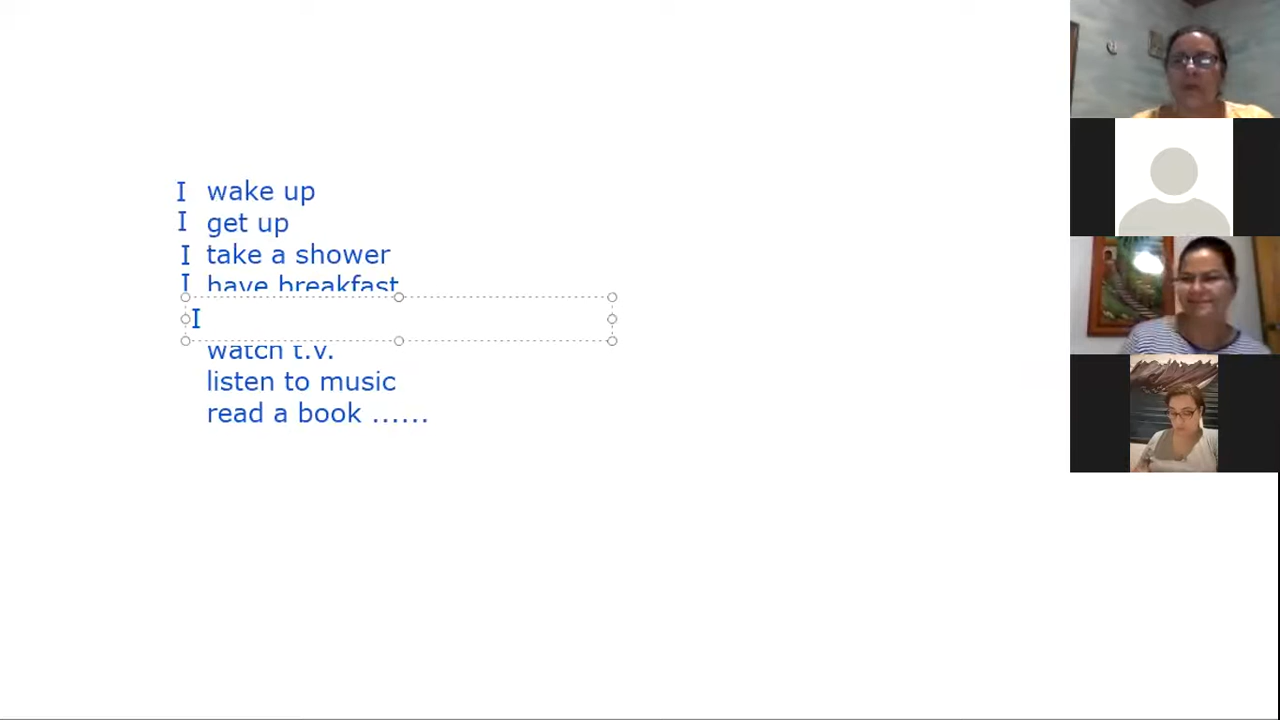 I wake up
I get up
I take a shower
I have breakfast
I
watch t.v.
listen to music
read a book ......